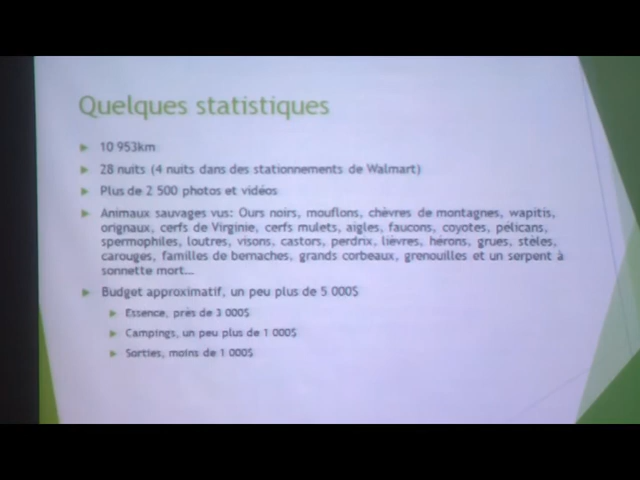 Quelques statistiques
10 953km
28 nuits (4 nuits dans des stationnements de Walmart)
Plus de 2 500 photos et vidéos
Animaux sauvages vus: Ours noirs, mouflons, chèvres de montagnes, wapitis,
orignaux, cerfs de Virginie, cerfs mulets, aigles, faucons, coyotes, pélicans,
spermophiles, loutres, visons, castors, perdrix, lièvres, hérons, grues, stèles,
carouges, familles de bernaches, grands corbeaux, grenouilles et un serpent à
sonnette mort...
Budget approximatif, un peu plus de 5 000$
Essence, près de 3 000$
Campings, un peu plus de 1 000$
Sorties, moins de 1 000$